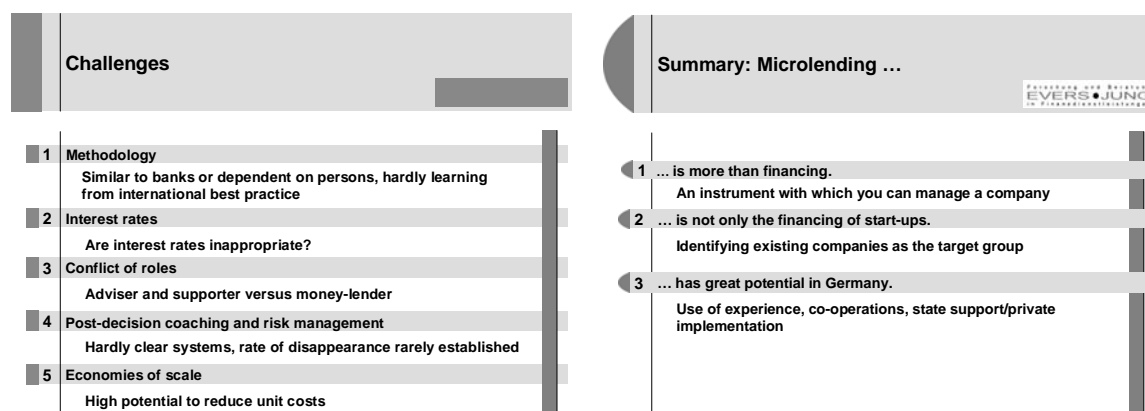 Challenges
1 Methodology
Similar to banks or dependent on persons, hardly learning
from international best practice
2 Interest rates
Are interest rates inappropriate?
3 Conflict of roles
Adviser and supporter versus money-lender
4 Post-decision coaching and risk management
Hardly clear systems, rate of disappearance rarely established
5 Economies of scale
High potential to reduce unit costs
Summary: Microlending …
Forschung und Beratun
EVERS JUNG
in Finanzdienstleistunge
1 … is more than financing.
An instrument with which you can manage a company
2 … is not only the financing of start-ups.
Identifying existing companies as the target group
3 … has great potential in Germany.
Use of experience, co-operations, state support/private
implementation